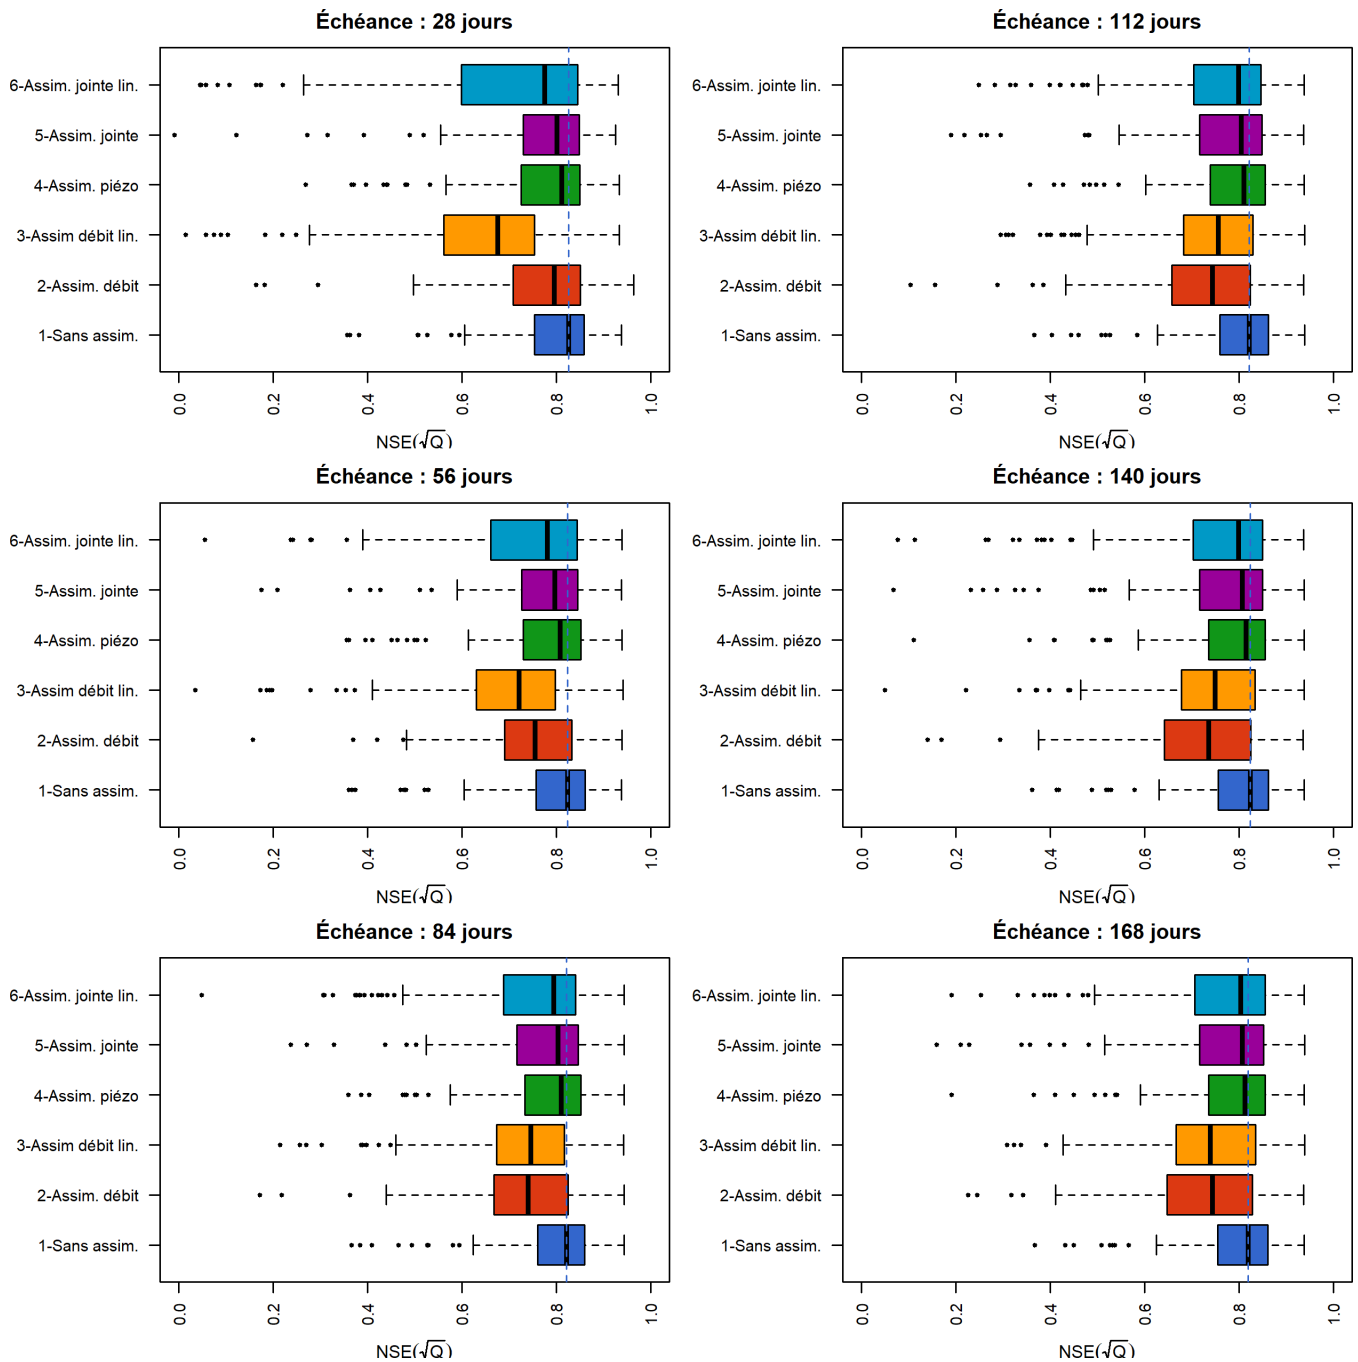 Échéance : 28 jours
6-Assim. jointe lin.
5-Assim. jointe
4-Assim. piézo
3-Assim débit lin.
2-Assim. débit
1-Sans assim.
0.0 0.2 0.4 0.6 0.8 1.0
NSE(√Q)
Échéance : 112 jours
6-Assim. jointe lin.
5-Assim. jointe
4-Assim. piézo
3-Assim débit lin.
2-Assim. débit
1-Sans assim.
0.0 0.2 0.4 0.6 0.8 1.0
NSE(√Q)
Échéance : 56 jours
6-Assim. jointe lin.
5-Assim. jointe
4-Assim. piézo
3-Assim débit lin.
2-Assim. débit
1-Sans assim.
0.0 0.2 0.4 0.6 0.8 1.0
NSE(√Q)
Échéance : 140 jours
6-Assim. jointe lin.
5-Assim. jointe
4-Assim. piézo
3-Assim débit lin.
2-Assim. débit
1-Sans assim.
0.0 0.2 0.4 0.6 0.8 1.0
NSE(√Q)
Échéance : 84 jours
6-Assim. jointe lin.
5-Assim. jointe
4-Assim. piézo
3-Assim débit lin.
2-Assim. débit
1-Sans assim.
0.0 0.2 0.4 0.6 0.8 1.0
NSE(√Q)
Échéance : 168 jours
6-Assim. jointe lin.
5-Assim. jointe
4-Assim. piézo
3-Assim débit lin.
2-Assim. débit
1-Sans assim.
0.0 0.2 0.4 0.6 0.8 1.0
NSE(√Q)